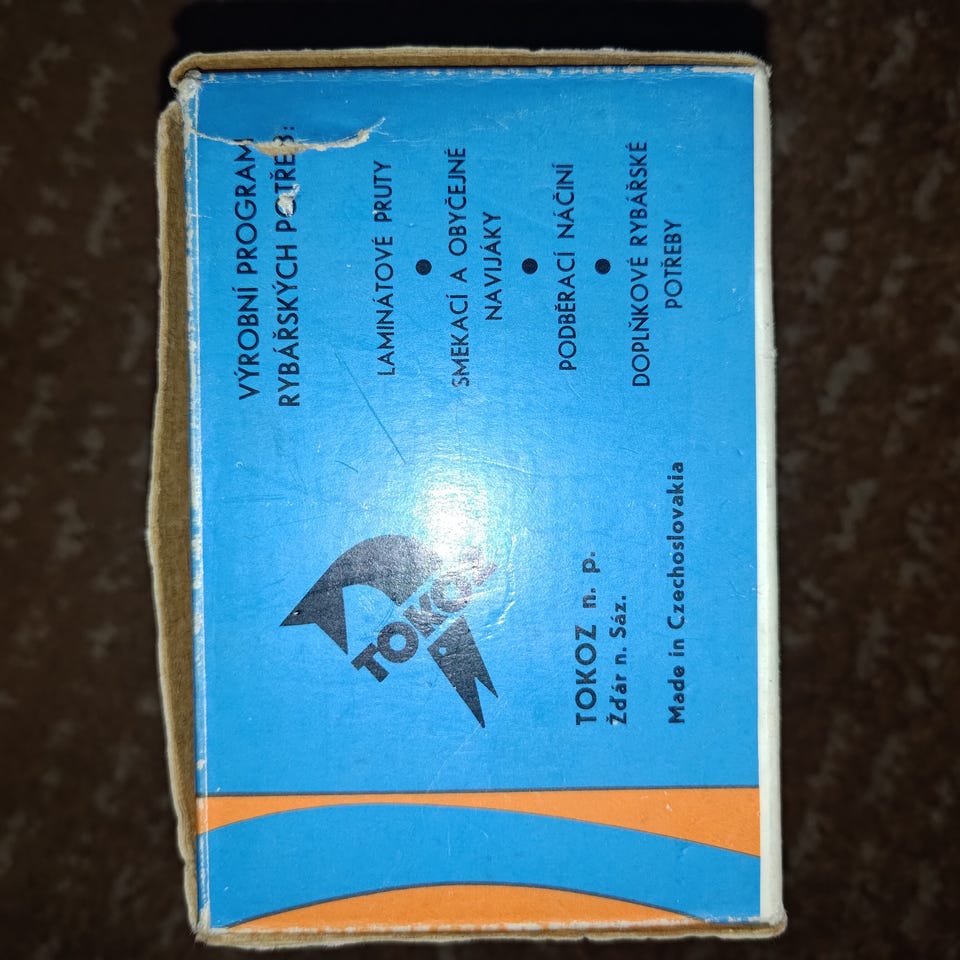 TOKOZ
TOKOZ n. p.
Žďár n. Sáz.
Made in Czechoslovakia
VÝROBNÍ PROGRAM
RYBÁŘSKÝCH POTŘEB:
LAMINÁTOVÉ PRUTY
●
SMEKACÍ A OBYČEJNÉ
NAVIJÁKY
●
PODBĚRACÍ NÁČINÍ
●
DOPLŇKOVÉ RYBÁŘSKÉ
POTŘEBY